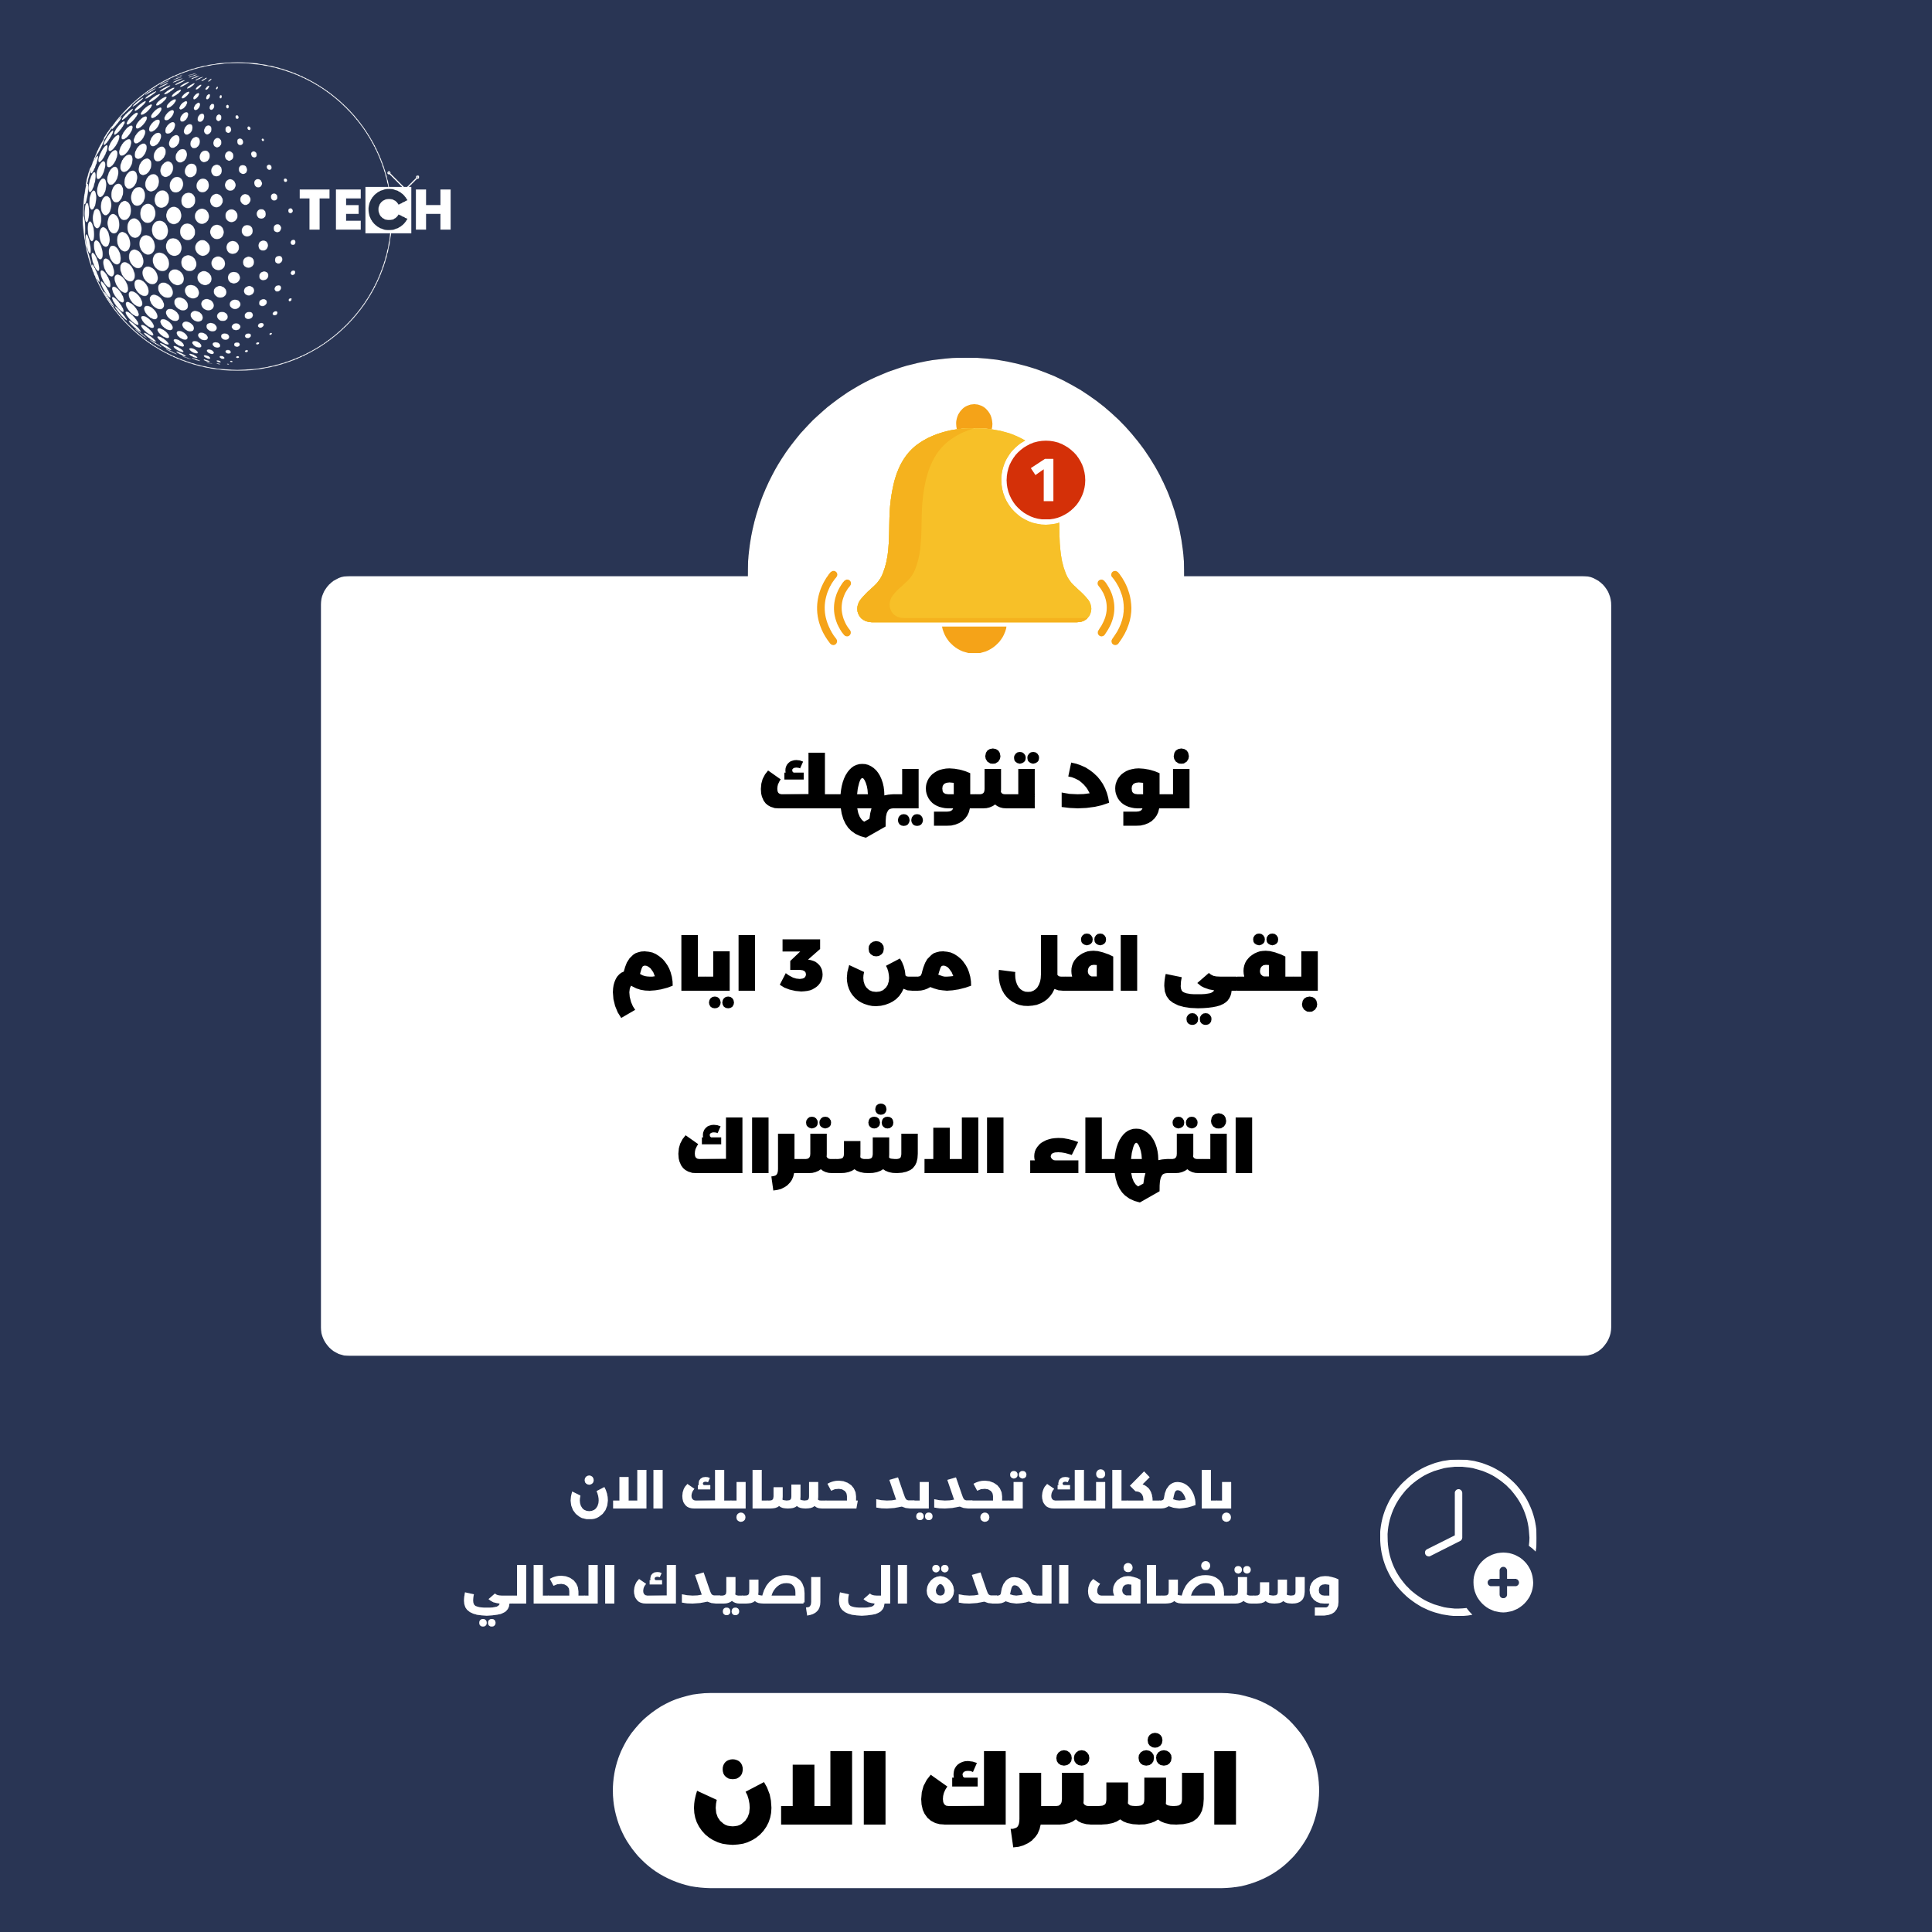 TECH
1
نود تنويهك
بقي اقل من 3 ايام
انتهاء الاشتراك
بامكانك تجديد حسابك الان
وستضاف المدة الى رصيدك الحالي
اشترك الان